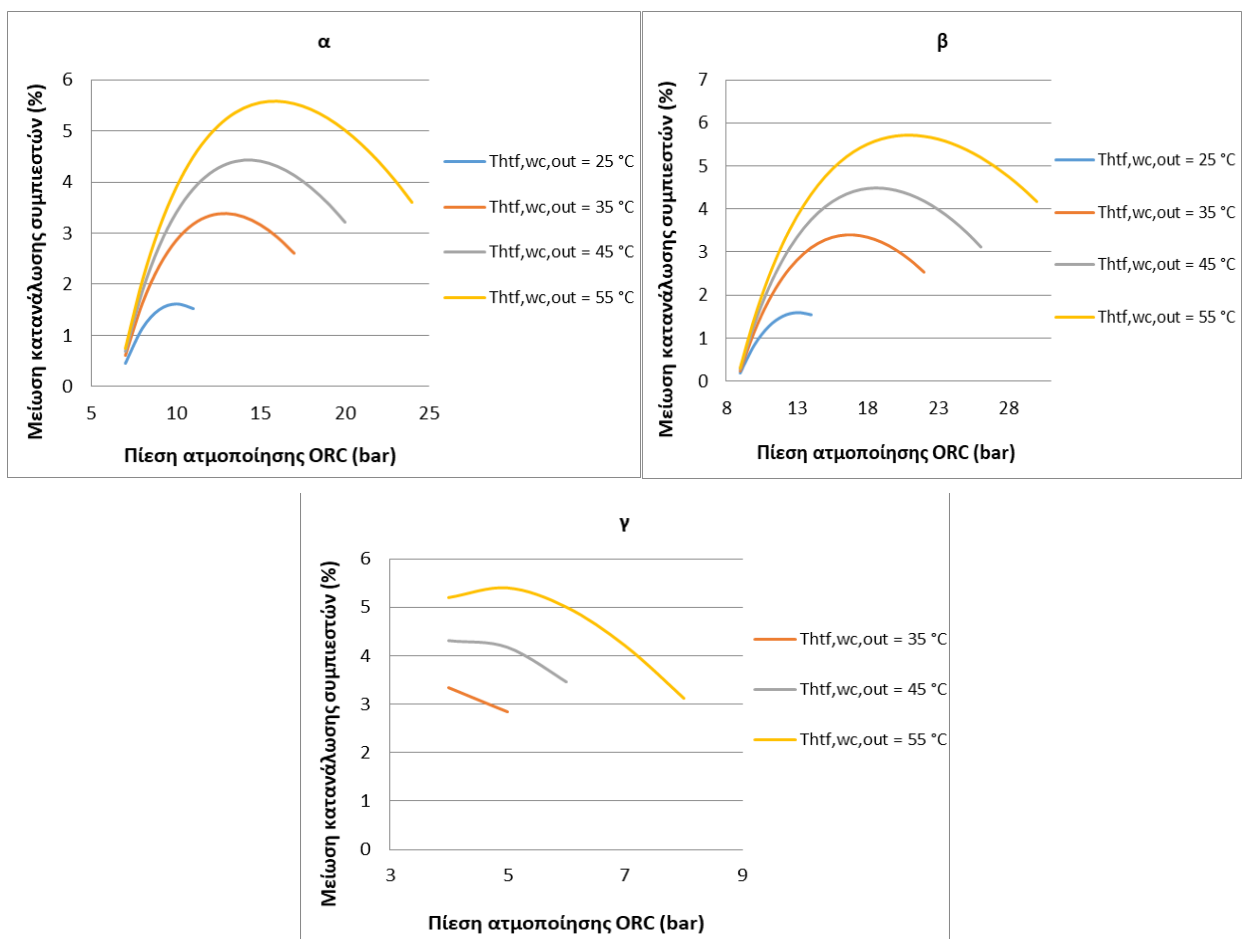 α
Μείωση κατανάλωσης συμπιεστών (%)
6
5
4
3
2
1
0
5 10 15 20 25
Πίεση ατμοποίησης ORC (bar)
Thtf,wc,out = 25 °C
Thtf,wc,out = 35 °C
Thtf,wc,out = 45 °C
Thtf,wc,out = 55 °C
β
Μείωση κατανάλωσης συμπιεστών (%)
7
6
5
4
3
2
1
0
8 13 18 23 28
Πίεση ατμοποίησης ORC (bar)
Thtf,wc,out = 25 °C
Thtf,wc,out = 35 °C
Thtf,wc,out = 45 °C
Thtf,wc,out = 55 °C
γ
Μείωση κατανάλωσης συμπιεστών (%)
6
5
4
3
2
1
0
3 5 7 9
Πίεση ατμοποίησης ORC (bar)
Thtf,wc,out = 35 °C
Thtf,wc,out = 45 °C
Thtf,wc,out = 55 °C